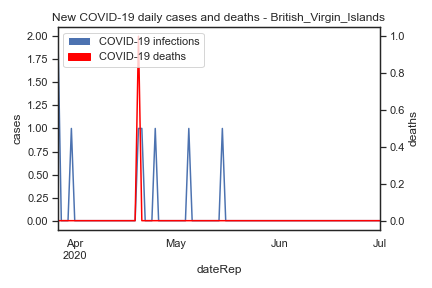 New COVID-19 daily cases and deaths - British_Virgin_Islands
COVID-19 infections
COVID-19 deaths
cases
2.00
1.75
1.50
1.25
1.00
0.75
0.50
0.25
0.00
deaths
1.0
0.8
0.6
0.4
0.2
0.0
Apr
2020
May
Jun
Jul
dateRep